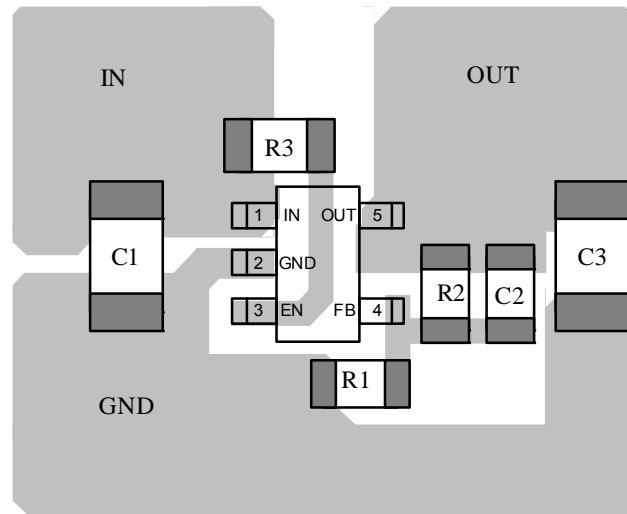 IN
OUT
R3
1 IN OUT 5
C1
2 GND
R2
C2
C3
3 EN FB 4
R1
GND